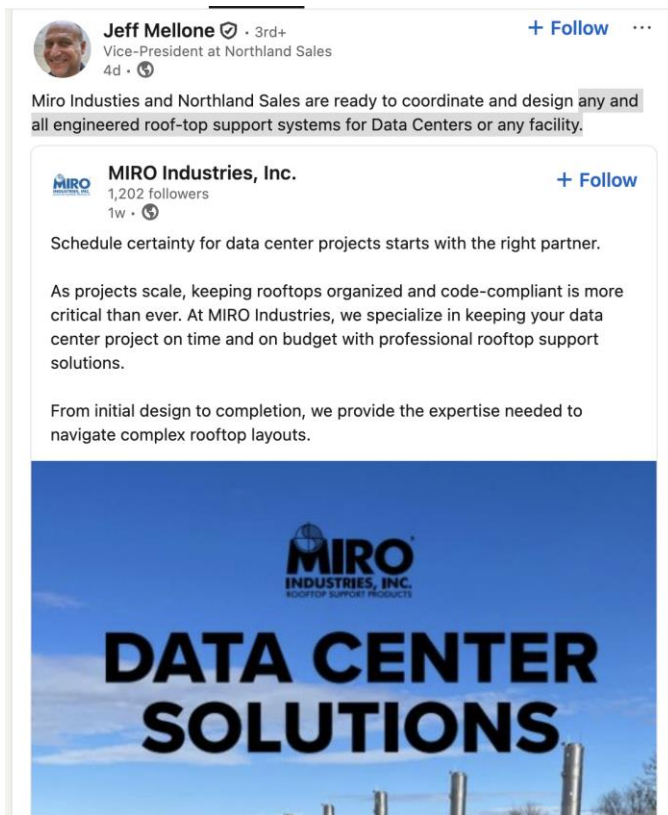 Jeff Mellone · 3rd+
+ Follow ...
Vice-President at Northland Sales
4d ·
Miro Industies and Northland Sales are ready to coordinate and design any and
all engineered roof-top support systems for Data Centers or any facility.
MIRO
INDUSTRIES, INC.
MIRO Industries, Inc.
+ Follow
1,202 followers
1w ·
Schedule certainty for data center projects starts with the right partner.
As projects scale, keeping rooftops organized and code-compliant is more
critical than ever. At MIRO Industries, we specialize in keeping your data
center project on time and on budget with professional rooftop support
solutions.
From initial design to completion, we provide the expertise needed to
navigate complex rooftop layouts.
MIRO
INDUSTRIES, INC.
ROOFTOP SUPPORT PRODUCTS
DATA CENTER
SOLUTIONS